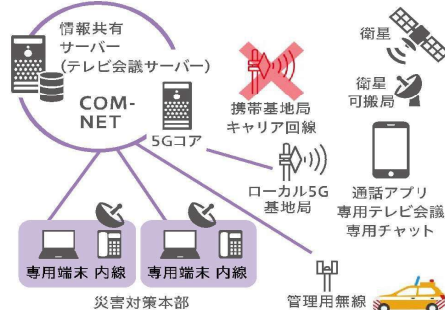 情報共有
サーバー
(テレビ会議サーバー)
COM-
NET
5Gコア
携帯基地局
キャリア回線
ローカル5G
基地局
衛星
衛星
可搬局
通話アプリ
専用テレビ会議
専用チャット
専用端末 内線
専用端末 内線
災害対策本部
管理用無線